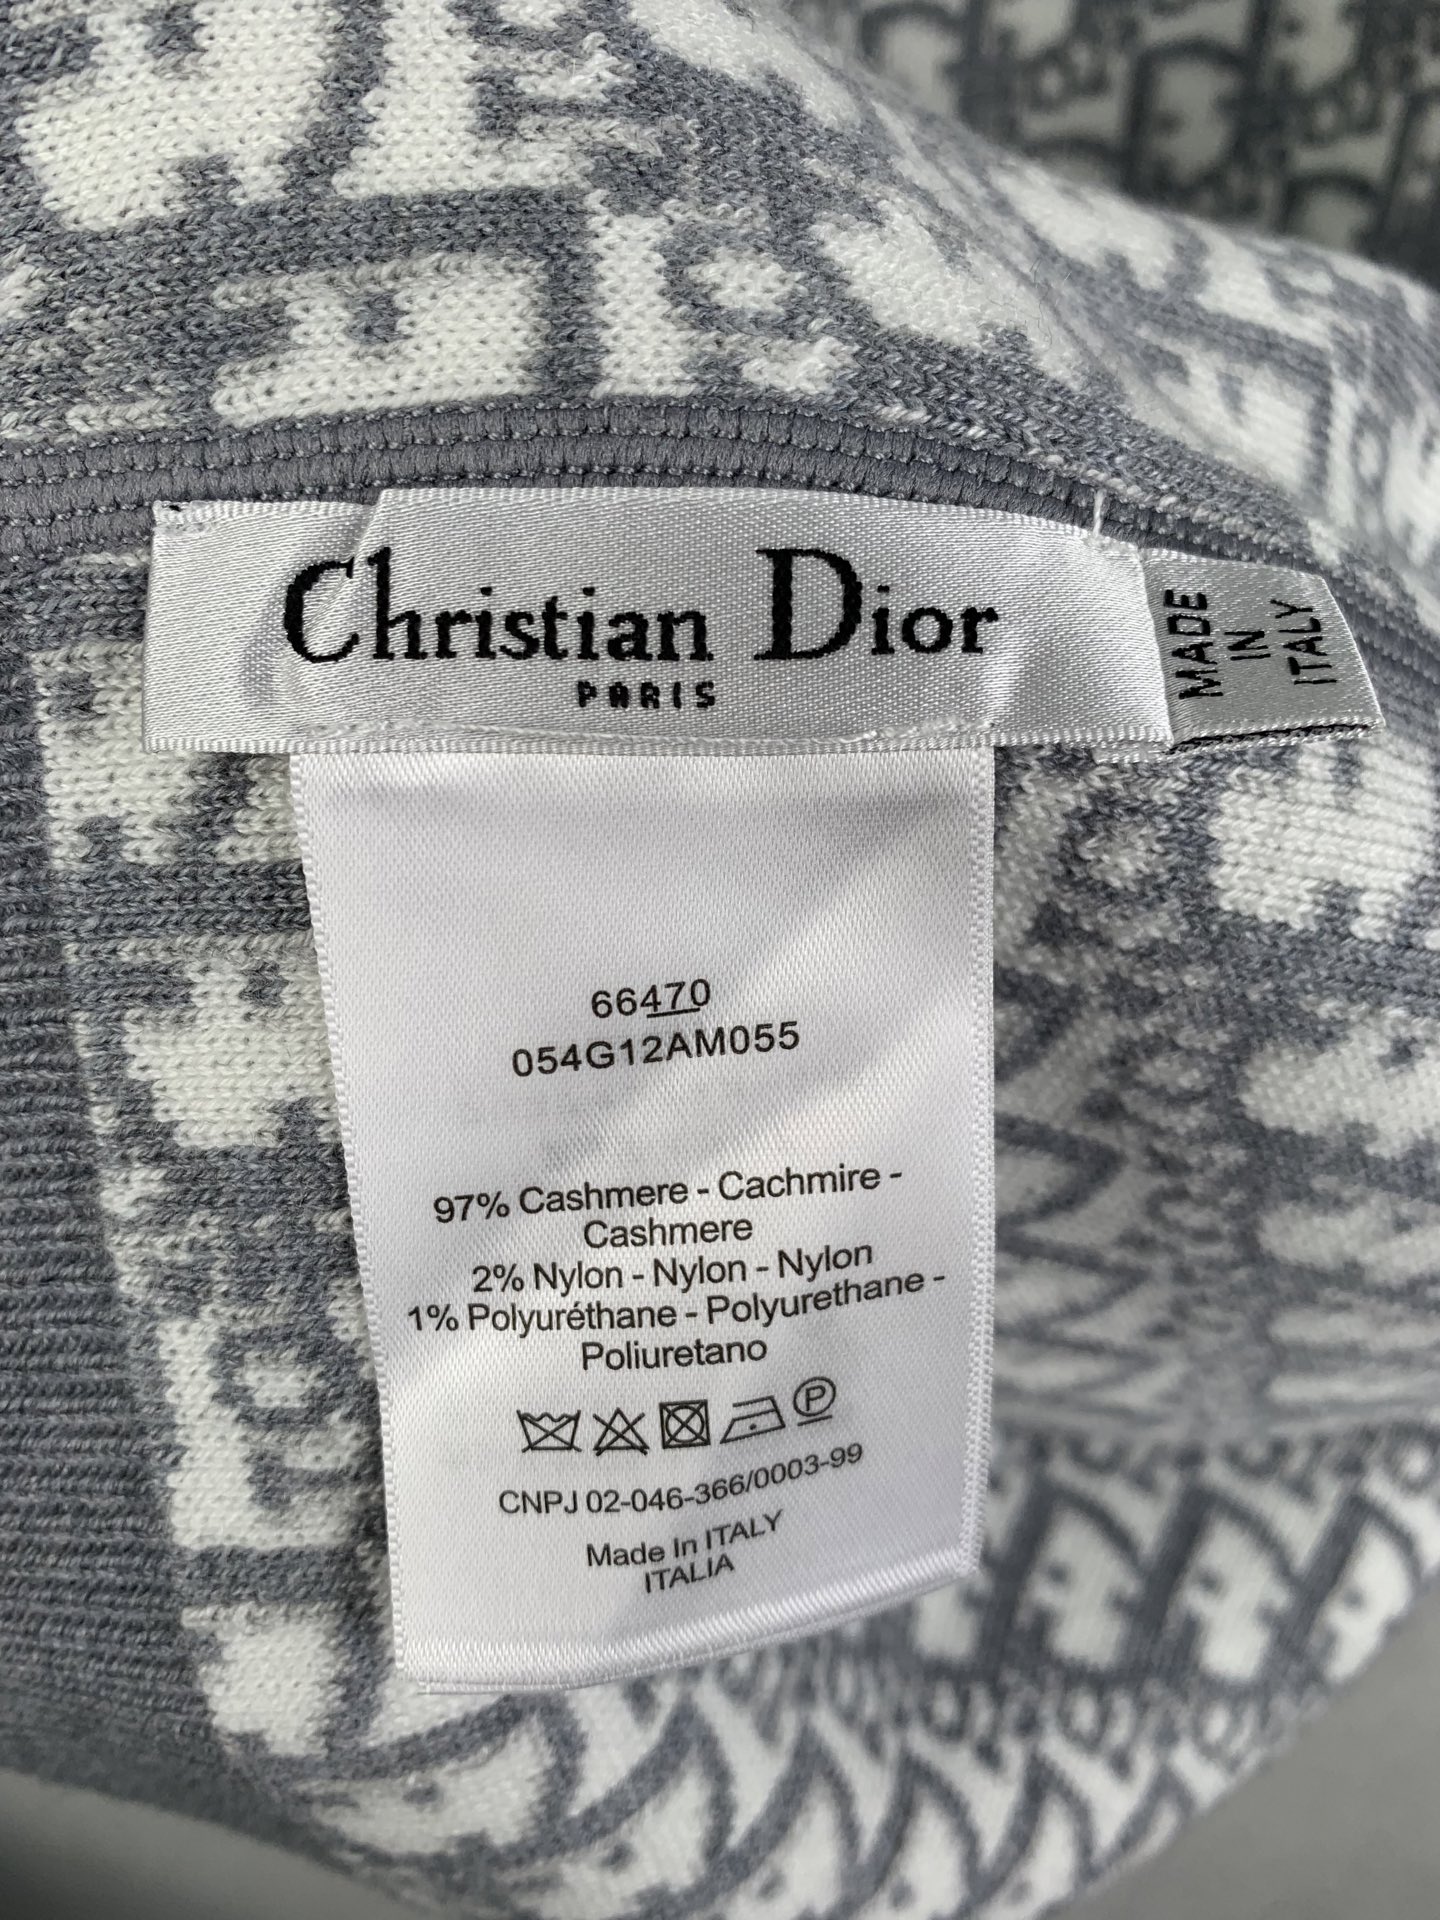 Christian Dior
PARIS
MADE
IN
ITALY
66470
054G12AM055
97% Cashmere - Cachmire -
Cashmere
2% Nylon - Nylon - Nylon
1% Polyuréthane - Polyurethane -
Poliuretano
P
CNPJ 02-046-366/0003-99
Made In ITALY
ITALIA